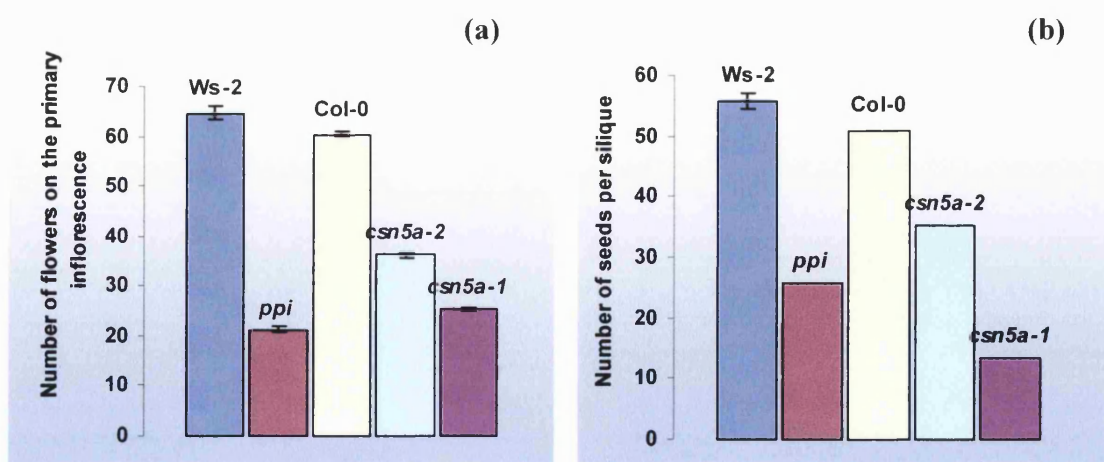 (a)
Number of flowers on the primary
inflorescence
70
60
50
40
30
20
10
0
Ws-2
ppi
Col-0
csn5a-2
csn5a-1
(b)
Number of seeds per silique
60
50
40
30
20
10
0
Ws-2
ppi
Col-0
csn5a-2
csn5a-1